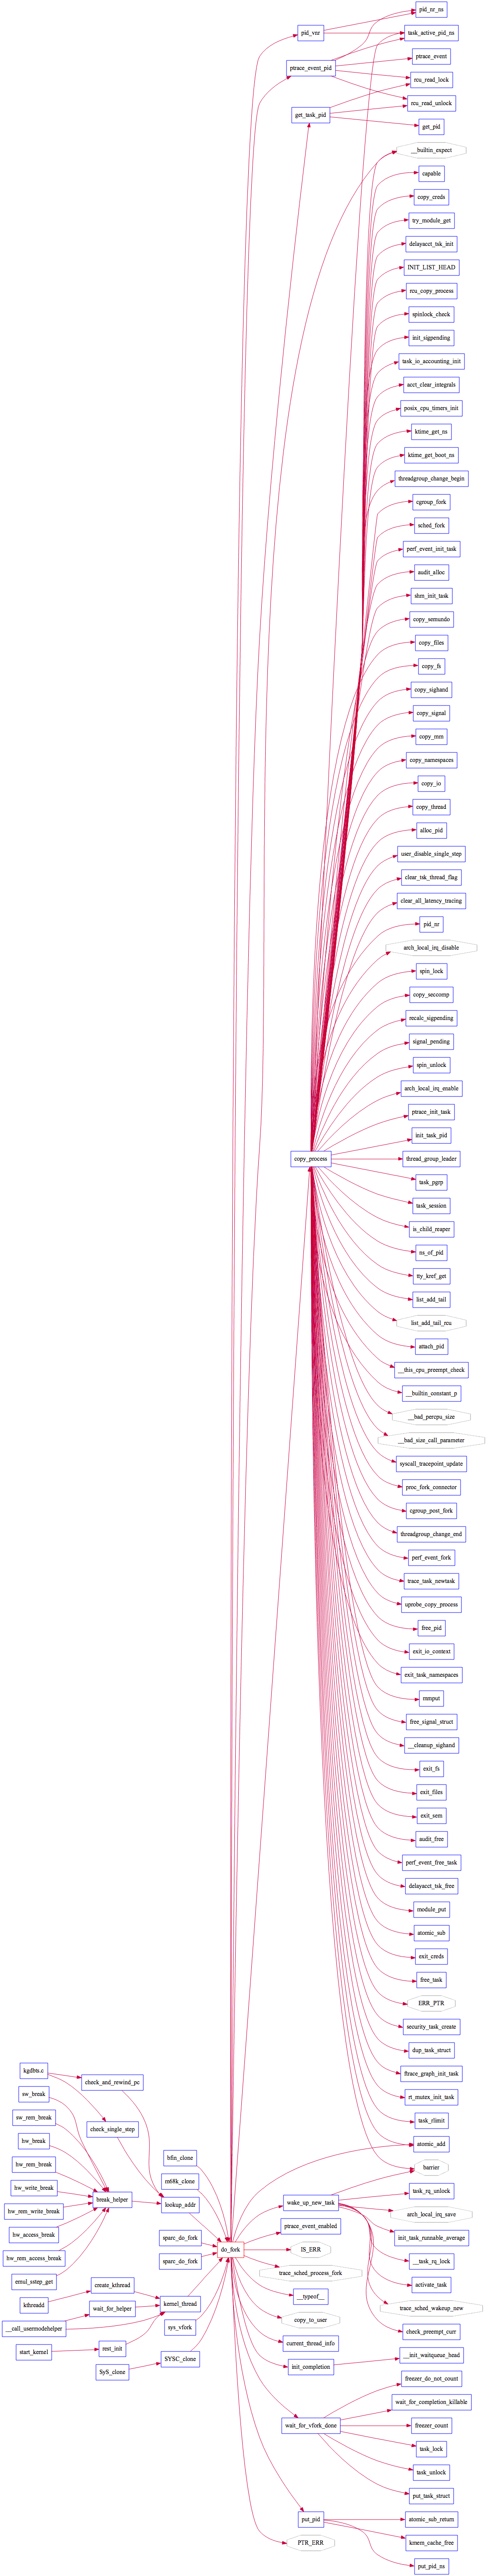 pid_nr_ns
pid_vnr
task_active_pid_ns
ptrace_event
ptrace_event_pid
rcu_read_lock
rcu_read_unlock
get_task_pid
get_pid
__builtin_expect
capable
copy_creds
try_module_get
delayacct_tsk_init
INIT_LIST_HEAD
rcu_copy_process
spinlock_check
init_sigpending
task_io_accounting_init
acct_clear_integrals
posix_cpu_timers_init
ktime_get_ns
ktime_get_boot_ns
threadgroup_change_begin
cgroup_fork
sched_fork
perf_event_init_task
audit_alloc
shm_init_task
copy_semundo
copy_files
copy_fs
copy_sighand
copy_signal
copy_mm
copy_namespaces
copy_io
copy_thread
alloc_pid
user_disable_single_step
clear_tsk_thread_flag
clear_all_latency_tracing
pid_nr
arch_local_irq_disable
spin_lock
copy_seccomp
recalc_sigpending
signal_pending
spin_unlock
arch_local_irq_enable
ptrace_init_task
init_task_pid
copy_process
thread_group_leader
task_pgrp
task_session
is_child_reaper
ns_of_pid
tty_kref_get
list_add_tail
list_add_tail_rcu
attach_pid
__this_cpu_preempt_check
__builtin_constant_p
__bad_percpu_size
__bad_size_call_parameter
syscall_tracepoint_update
proc_fork_connector
cgroup_post_fork
threadgroup_change_end
perf_event_fork
trace_task_newtask
uprobe_copy_process
free_pid
exit_io_context
exit_task_namespaces
mmput
free_signal_struct
__cleanup_sighand
exit_fs
exit_files
exit_sem
audit_free
perf_event_free_task
delayacct_tsk_free
module_put
atomic_sub
exit_creds
free_task
ERR_PTR
security_task_create
dup_task_struct
ftrace_graph_init_task
rt_mutex_init_task
task_rlimit
atomic_add
barrier
kgdbts.c
check_and_rewind_pc
sw_break
sw_rem_break
check_single_step
hw_break
hw_rem_break
hw_write_break
break_helper
lookup_addr
hw_rem_write_break
hw_access_break
hw_rem_access_break
emul_sstep_get
create_kthread
kthreadd
wait_for_helper
kernel_thread
__call_usermodehelper
rest_init
start_kernel
SyS_clone
SYSC_clone
bfin_clone
m68k_clone
sparc_do_fork
sparc_do_fork
sys_vfork
do_fork
wake_up_new_task
task_rq_unlock
arch_local_irq_save
ptrace_event_enabled
init_task_runnable_average
IS_ERR
__task_rq_lock
trace_sched_process_fork
activate_task
__typeof__
trace_sched_wakeup_new
copy_to_user
check_preempt_curr
current_thread_info
init_completion
__init_waitqueue_head
freezer_do_not_count
wait_for_completion_killable
wait_for_vfork_done
freezer_count
task_lock
task_unlock
put_task_struct
put_pid
atomic_sub_return
PTR_ERR
kmem_cache_free
put_pid_ns